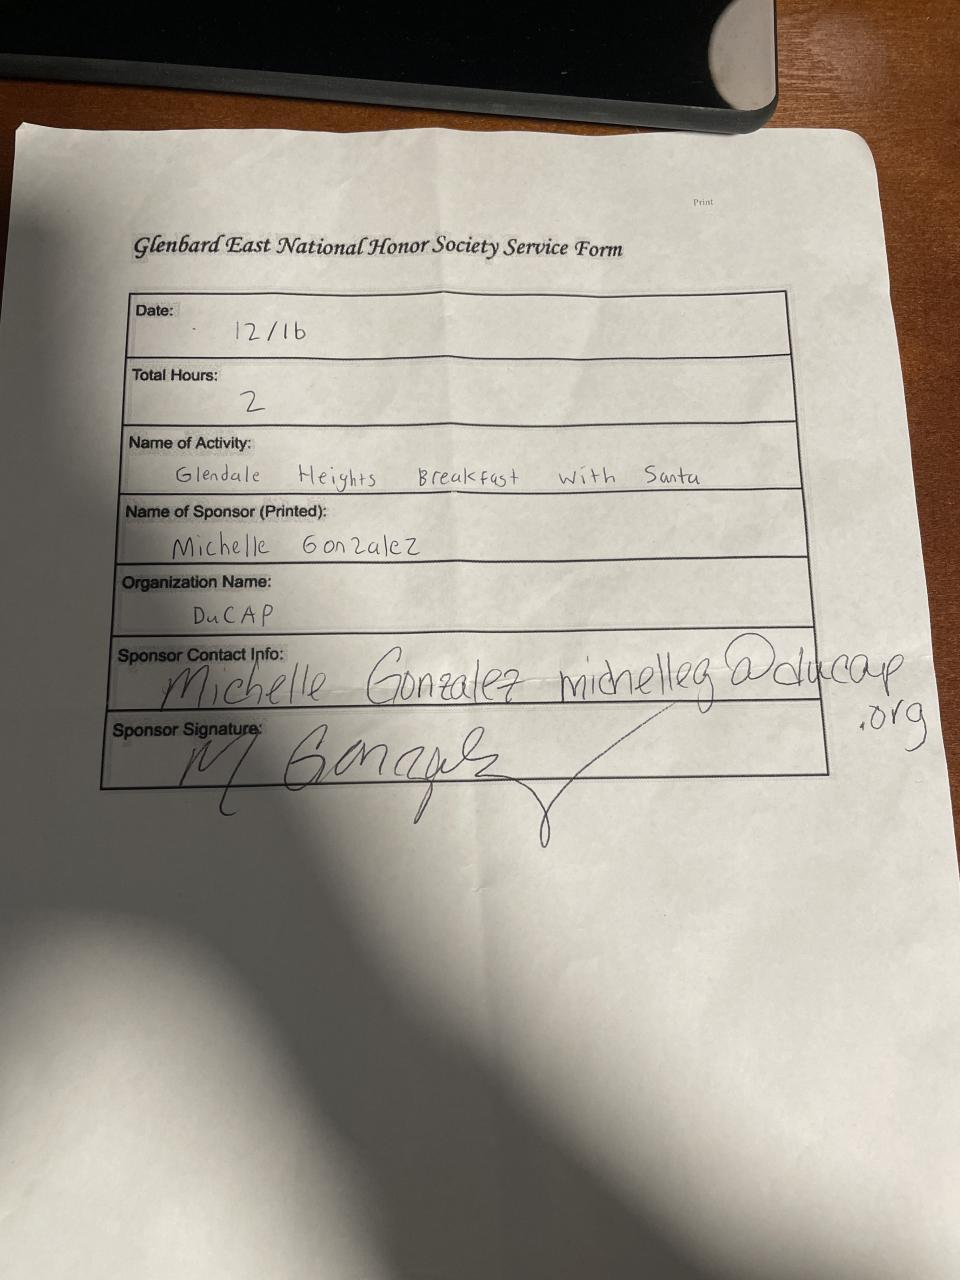 Print
Glenbard East National Honor Society Service Form
Date:
12/16
Total Hours:
2
Name of Activity:
Glendale Heights Breakfast with Santa
Name of Sponsor (Printed):
Michelle Gonzalez
Organization Name:
DuCAP
Sponsor Contact Info:
Michelle Gonzalez michelleg@ducap
.org
Sponsor Signature:
M Gonzalez